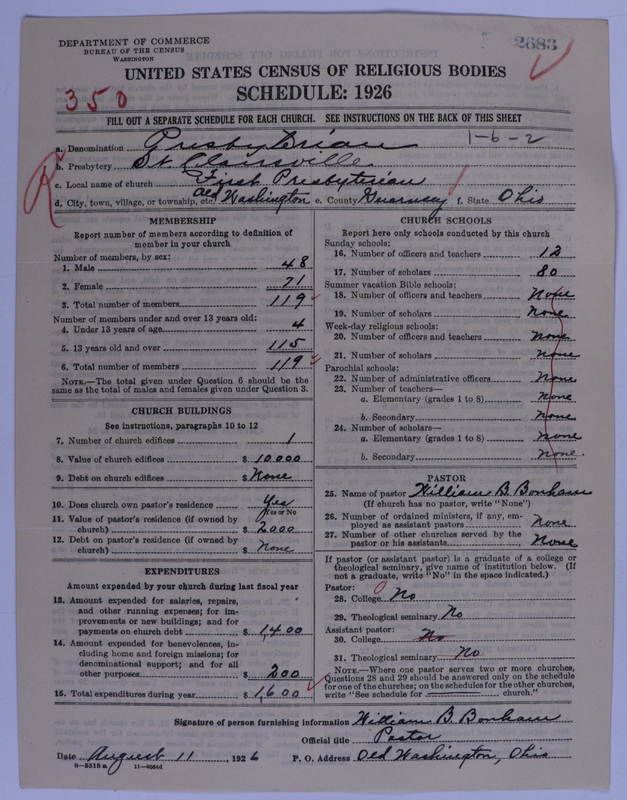 DEPARTMENT OF COMMERCE
BUREAU OF THE CENSUS
WASHINGTON
2683
UNITED STATES CENSUS OF RELIGIOUS BODIES
SCHEDULE: 1926
350
FILL OUT A SEPARATE SCHEDULE FOR EACH CHURCH. SEE INSTRUCTIONS ON THE BACK OF THIS SHEET
1-6-2
a. Denomination Presbyterian
b. Presbytery St Clairsville
c. Local name of church First Presbyterian
d. City, town, village, or township, etc. Old Washington e. County Guernsey f. State Ohio
MEMBERSHIP
Report number of members according to definition of
member in your church
Number of members, by sex:
1. Male 48
2. Female 71
3. Total number of members 119
Number of members under and over 13 years old:
4. Under 13 years of age 4
5. 13 years old and over 115
6. Total number of members 119
NOTE.—The total given under Question 6 should be
same as the total of males and females given under Question 3.
CHURCH BUILDINGS
See instructions, paragraphs 10 to 12
7. Number of church edifices 1
8. Value of church edifices $ 10000
9. Debt on church edifices $ None
10. Does church own pastor's residence Yes
(Yes or No)
11. Value of pastor's residence (if owned by
church) $ 2000
12. Debt on pastor's residence (if owned by
church) $ None
EXPENDITURES
Amount expended by your church during last fiscal year
13. Amount expended for salaries, repairs,
and other running expenses; for im-
provements or new buildings; and for
payments on church debt $ 1,400
14. Amount expended for benevolences, in-
cluding home and foreign missions; for
denominational support; and for all
other purposes $ 200
15. Total expenditures during year $ 1,600
CHURCH SCHOOLS
Report here only schools conducted by this church
Sunday schools:
16. Number of officers and teachers 12
17. Number of scholars 80
Summer vacation Bible schools:
18. Number of officers and teachers None
19. Number of scholars None
Week-day religious schools:
20. Number of officers and teachers None
21. Number of scholars None
Parochial schools:
22. Number of administrative officers None
23. Number of teachers—
a. Elementary (grades 1 to 8) None
b. Secondary None
24. Number of scholars—
a. Elementary (grades 1 to 8) None
b. Secondary None.
PASTOR
25. Name of pastor William B. Bonham
(If church has no pastor, write "None")
26. Number of ordained ministers, if any, em-
ployed as assistant pastors None
27. Number of other churches served by the
pastor or his assistants None
If pastor (or assistant pastor) is a graduate of a college or
theological seminary, give name of institution below. (If
not a graduate, write "No" in the space indicated.)
Pastor:
28. College No
29. Theological seminary No
Assistant pastor:
30. College No
31. Theological seminary No
NOTE.—Where one pastor serves two or more churches,
Questions 28 and 29 should be answered only on the schedule
for one of the churches; on the schedules for the other churches,
write "See schedule for church."
Signature of person furnishing information William B. Bonham
Official title Pastor
Date August 11, 1926 P. O. Address Old Washington, Ohio
8-5518a 11-8054d